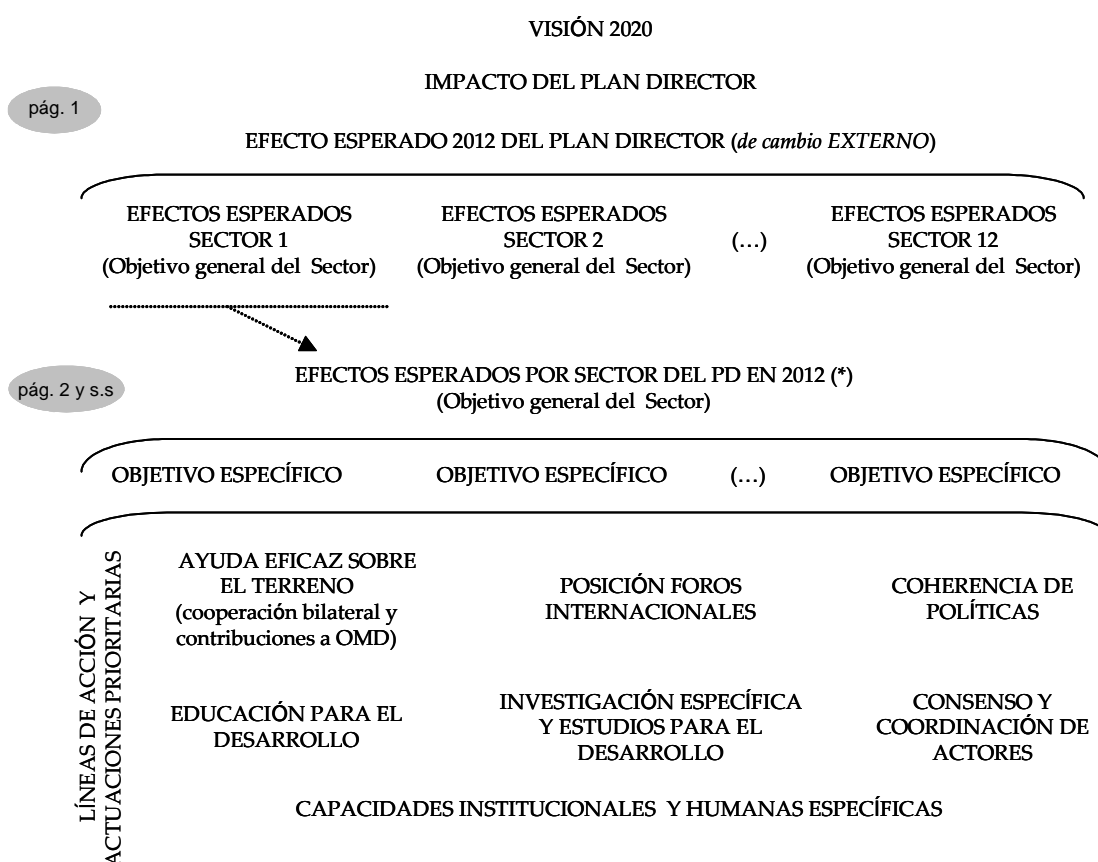 VISIÓN 2020
IMPACTO DEL PLAN DIRECTOR
pág. 1
EFECTO ESPERADO 2012 DEL PLAN DIRECTOR (de cambio EXTERNO)
EFECTOS ESPERADOS
SECTOR 1
(Objetivo general del Sector)
EFECTOS ESPERADOS
SECTOR 2
(Objetivo general del Sector)
(…)
EFECTOS ESPERADOS
SECTOR 12
(Objetivo general del Sector)
pág. 2 y s.s
EFECTOS ESPERADOS POR SECTOR DEL PD EN 2012 (*)
(Objetivo general del Sector)
OBJETIVO ESPECÍFICO
OBJETIVO ESPECÍFICO
(…)
OBJETIVO ESPECÍFICO
LÍNEAS DE ACCIÓN Y
ACTUACIONES PRIORITARIAS
AYUDA EFICAZ SOBRE
EL TERRENO
(cooperación bilateral y
contribuciones a OMD)
POSICIÓN FOROS
INTERNACIONALES
COHERENCIA DE
POLÍTICAS
EDUCACIÓN PARA EL
DESARROLLO
INVESTIGACIÓN ESPECÍFICA
Y ESTUDIOS PARA EL
DESARROLLO
CONSENSO Y
COORDINACIÓN DE
ACTORES
CAPACIDADES INSTITUCIONALES Y HUMANAS ESPECÍFICAS